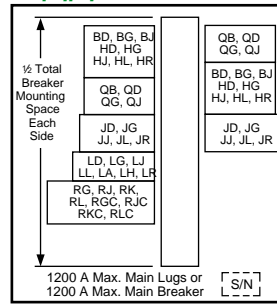 ½ Total
Breaker
Mounting
Space
Each
Side
BD, BG, BJ
HD, HG
HJ, HL, HR
QB, QD
QG, QJ
JD, JG
JJ, JL, JR
LD, LG, LJ
LL, LA, LH, LR
RG, RJ, RK,
RL, RGC, RJC
RKC, RLC
QB, QD
QG, QJ
BD, BG, BJ
HD, HG
HJ, HL, HR
JD, JG
JJ, JL, JR
1200 A Max. Main Lugs or
1200 A Max. Main Breaker
S/N